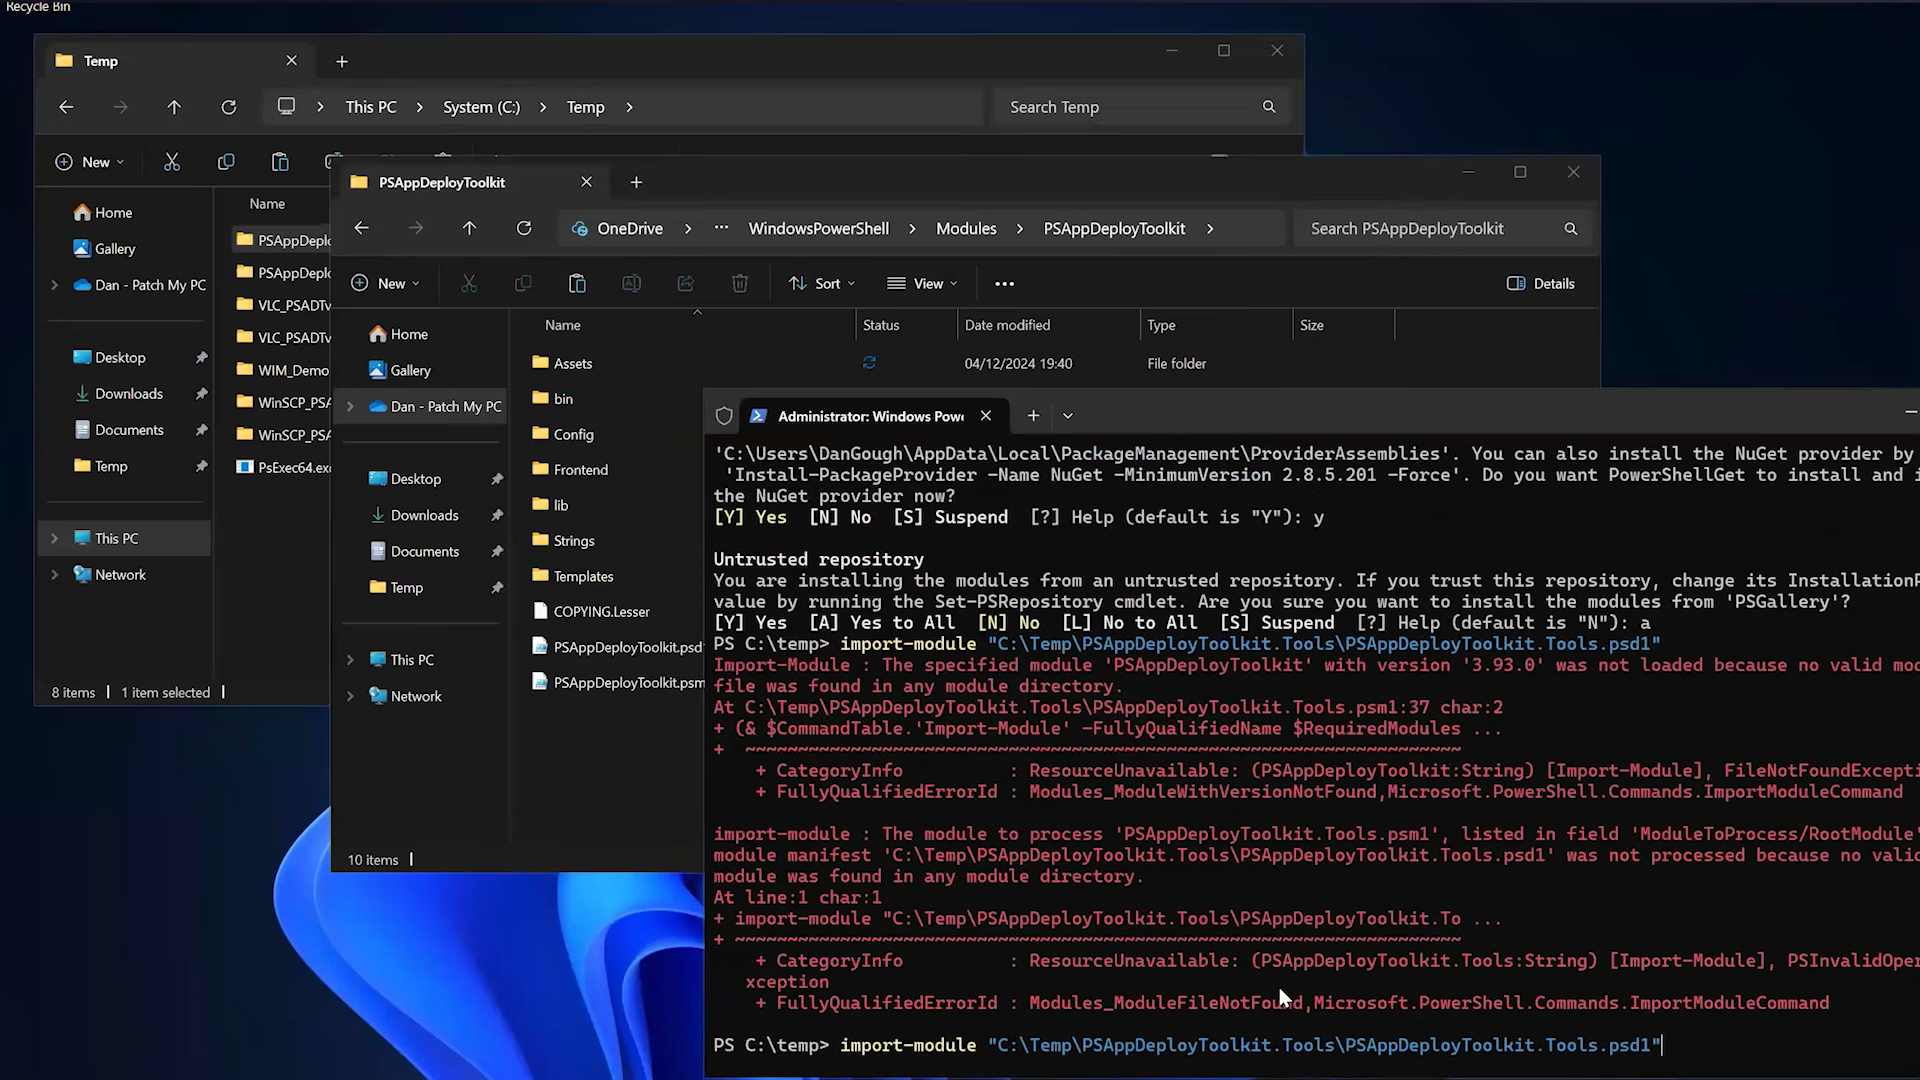 Recycle Bin
Temp
This PC
System (C:)
Temp
Search Temp
New
Name
Home
Gallery
Dan - Patch My PC
Desktop
Downloads
Documents
Temp
This PC
Network
PSAppDeplo
PSAppDeplo
VLC_PSADTv
VLC_PSADTv
WIM_Demo
WinSCP_PSA
WinSCP_PSA
PsExec64.exe
8 items
1 item selected
PSAppDeployToolkit
OneDrive
...
WindowsPowerShell
Modules
PSAppDeployToolkit
Search PSAppDeployToolkit
New
Sort
View
...
Details
Name
Status
Date modified
Type
Size
Home
Gallery
Dan - Patch My PC
Desktop
Downloads
Documents
Temp
This PC
Network
Assets
04/12/2024 19:40
File folder
bin
Config
Frontend
lib
Strings
Templates
COPYING.Lesser
PSAppDeployToolkit.psd
PSAppDeployToolkit.psm
10 items
Administrator: Windows Powe
'C:\Users\DanGough\AppData\Local\PackageManagement\ProviderAssemblies'. You can also install the NuGet provider by
'Install-PackageProvider -Name NuGet -MinimumVersion 2.8.5.201 -Force'. Do you want PowerShellGet to install and i
the NuGet provider now?
[Y] Yes [N] No [S] Suspend [?] Help (default is "Y"): y
Untrusted repository
You are installing the modules from an untrusted repository. If you trust this repository, change its InstallationP
value by running the Set-PSRepository cmdlet. Are you sure you want to install the modules from 'PSGallery'?
[Y] Yes [A] Yes to All [N] No [L] No to All [S] Suspend [?] Help (default is "N"): a
PS C:\temp> import-module "C:\Temp\PSAppDeployToolkit.Tools\PSAppDeployToolkit.Tools.psd1"
Import-Module : The specified module 'PSAppDeployToolkit' with version '3.93.0' was not loaded because no valid mod
file was found in any module directory.
At C:\Temp\PSAppDeployToolkit.Tools\PSAppDeployToolkit.Tools.psm1:37 char:2
+ (& $CommandTable.'Import-Module' -FullyQualifiedName $RequiredModules ...
+ ~~~~~~~~~~~~~~~~~~~~~~~~~~~~~~~~~~~~~~~~~~~~~~~~~~~~~~~~~~~~~~~~~~~~
+ CategoryInfo : ResourceUnavailable: (PSAppDeployToolkit:String) [Import-Module], FileNotFoundExcepti
+ FullyQualifiedErrorId : Modules_ModuleWithVersionNotFound,Microsoft.PowerShell.Commands.ImportModuleCommand
import-module : The module to process 'PSAppDeployToolkit.Tools.psm1', listed in field 'ModuleToProcess/RootModule'
module manifest 'C:\Temp\PSAppDeployToolkit.Tools\PSAppDeployToolkit.Tools.psd1' was not processed because no valid
module was found in any module directory.
At line:1 char:1
+ import-module "C:\Temp\PSAppDeployToolkit.Tools\PSAppDeployToolkit.To ...
+ ~~~~~~~~~~~~~~~~~~~~~~~~~~~~~~~~~~~~~~~~~~~~~~~~~~~~~~~~~~~~~~~~~~~~~
+ CategoryInfo : ResourceUnavailable: (PSAppDeployToolkit.Tools:String) [Import-Module], PSInvalidOper
xception
+ FullyQualifiedErrorId : Modules_ModuleFileNotFound,Microsoft.PowerShell.Commands.ImportModuleCommand
PS C:\temp> import-module "C:\Temp\PSAppDeployToolkit.Tools\PSAppDeployToolkit.Tools.psd1"